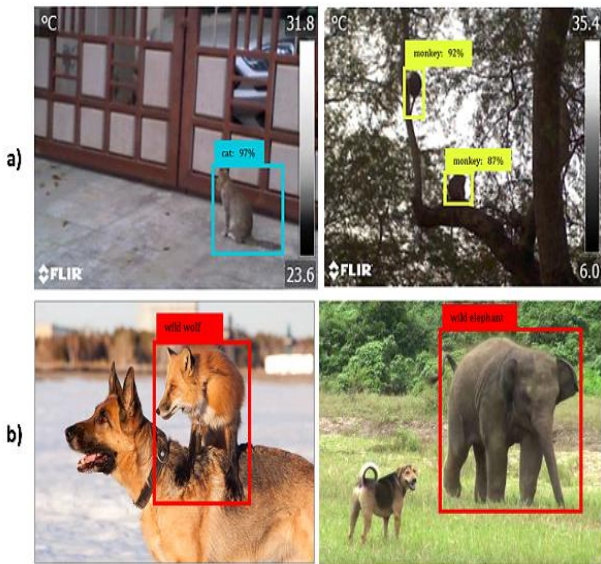 °C
31.8
cat: 97%
FLIR
23.6
°C
35.4
monkey: 92%
monkey: 87%
6.0
a)
wild wolf
wild elephant
b)